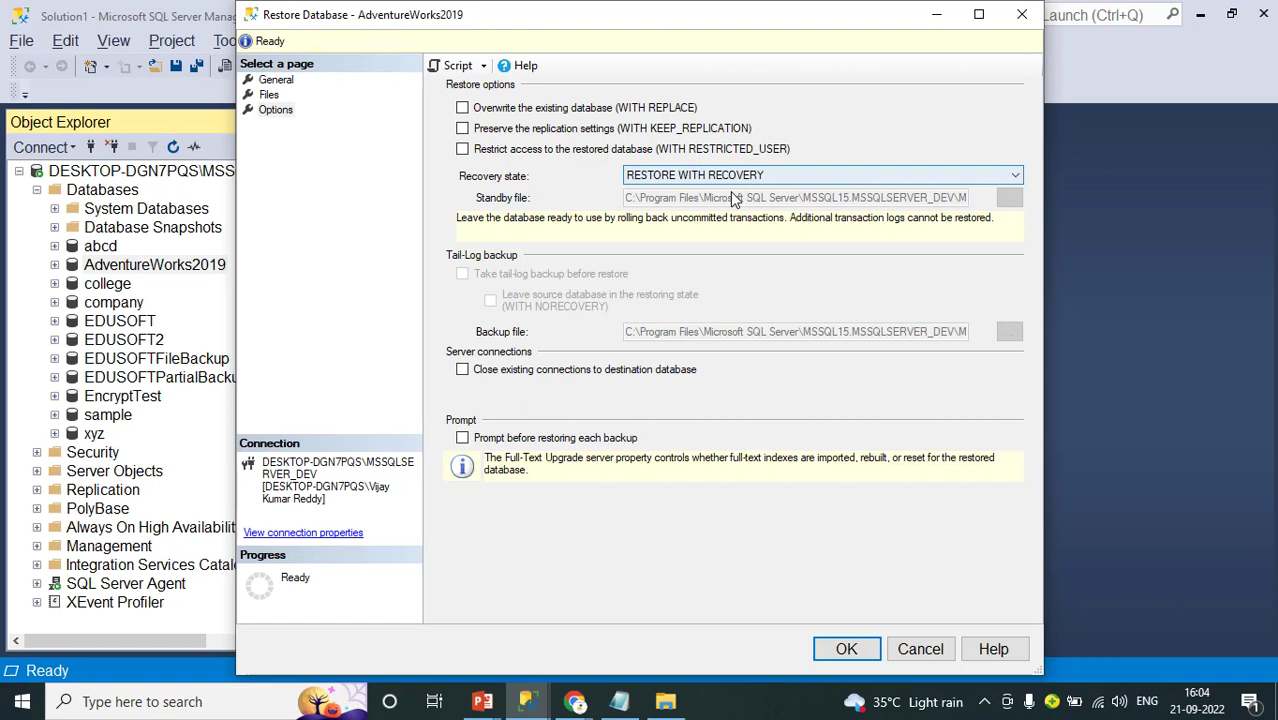 Solution1 - Microsoft SQL Server Mana
Launch (Ctrl+Q)
File Edit View Project Too
Restore Database - AdventureWorks2019
Ready
Select a page
General
Files
Options
Script
Help
Restore options
Overwrite the existing database (WITH REPLACE)
Preserve the replication settings (WITH KEEP_REPLICATION)
Restrict access to the restored database (WITH RESTRICTED_USER)
Recovery state: RESTORE WITH RECOVERY
Standby file: C:\Program Files\Microsoft SQL Server\MSSQL15.MSSQLSERVER_DEV\M
...
Leave the database ready to use by rolling back uncommitted transactions. Additional transaction logs cannot be restored.
Tail-Log backup
Take tail-log backup before restore
Leave source database in the restoring state
(WITH NORECOVERY)
Backup file: C:\Program Files\Microsoft SQL Server\MSSQL15.MSSQLSERVER_DEV\M
...
Server connections
Close existing connections to destination database
Prompt
Prompt before restoring each backup
The Full-Text Upgrade server property controls whether full-text indexes are imported, rebuilt, or reset for the restored
database.
Connection
DESKTOP-DGN7PQS\MSSQLSE
RVER_DEV
[DESKTOP-DGN7PQS\Vijay
Kumar Reddy]
View connection properties
Progress
Ready
OK
Cancel
Help
Object Explorer
Connect
DESKTOP-DGN7PQS\MSS
Databases
System Databases
Database Snapshots
abcd
AdventureWorks2019
college
company
EDUSOFT
EDUSOFT2
EDUSOFTFileBackup
EDUSOFTPartialBacku
EncryptTest
sample
xyz
Security
Server Objects
Replication
PolyBase
Always On High Availabili
Management
Integration Services Catal
SQL Server Agent
XEvent Profiler
Ready
Type here to search
35°C Light rain
ENG
16:04
21-09-2022
1